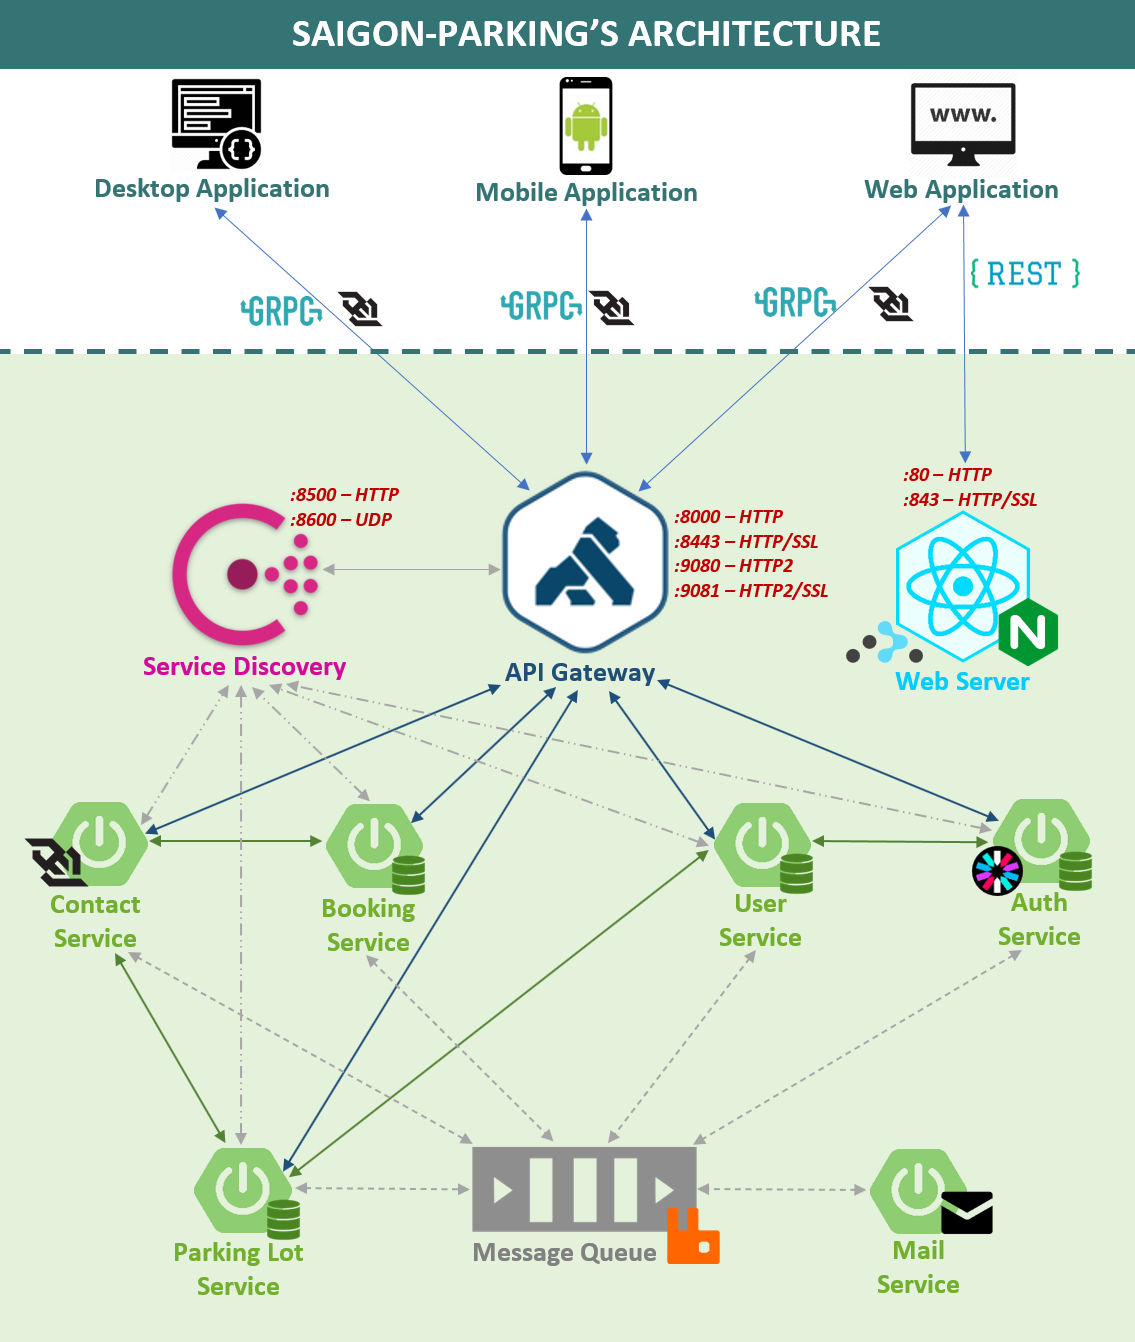 SAIGON-PARKING’S ARCHITECTURE
www.
{}
Desktop Application
Mobile Application
Web Application
{ REST }
GRPC
GRPC
GRPC
:80 – HTTP
:843 – HTTP/SSL
:8500 – HTTP
:8600 – UDP
:8000 – HTTP
:8443 – HTTP/SSL
:9080 – HTTP2
:9081 – HTTP2/SSL
N
Service Discovery
API Gateway
Web Server
Contact
Service
Booking
Service
User
Service
Auth
Service
Parking Lot
Service
Message Queue
Mail
Service